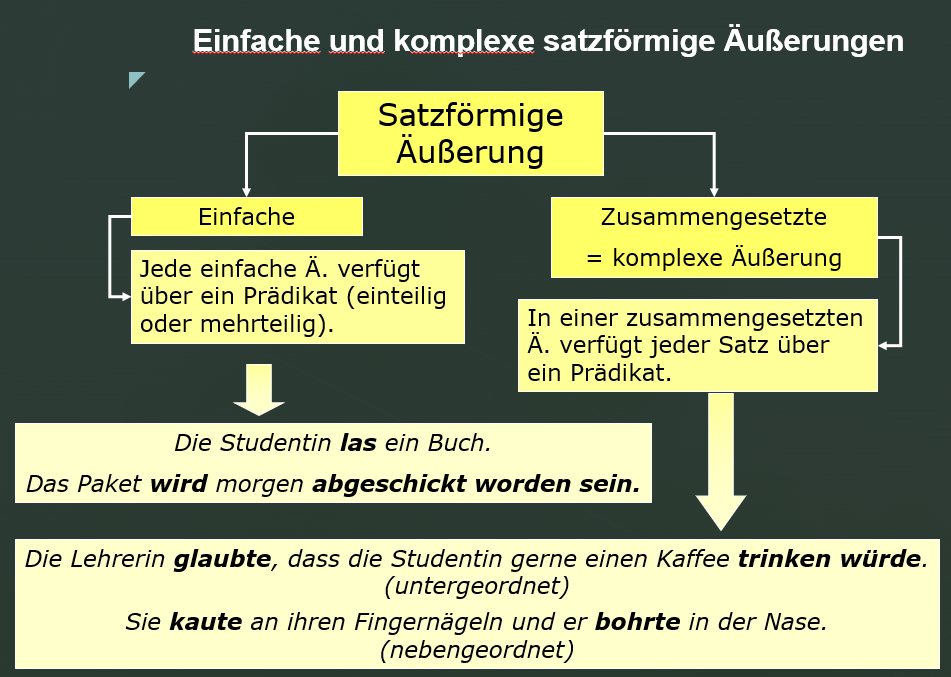 Einfache und komplexe satzförmige Äußerungen
Satzförmige
Äußerung
Einfache
Jede einfache Ä. verfügt
über ein Prädikat (einteilig
oder mehrteilig).
Zusammengesetzte
= komplexe Äußerung
In einer zusammengesetzten
Ä. verfügt jeder Satz über
ein Prädikat.
Die Studentin las ein Buch.
Das Paket wird morgen abgeschickt worden sein.
Die Lehrerin glaubte, dass die Studentin gerne einen Kaffee trinken würde.
(untergeordnet)
Sie kaute an ihren Fingernägeln und er bohrte in der Nase.
(nebengeordnet)